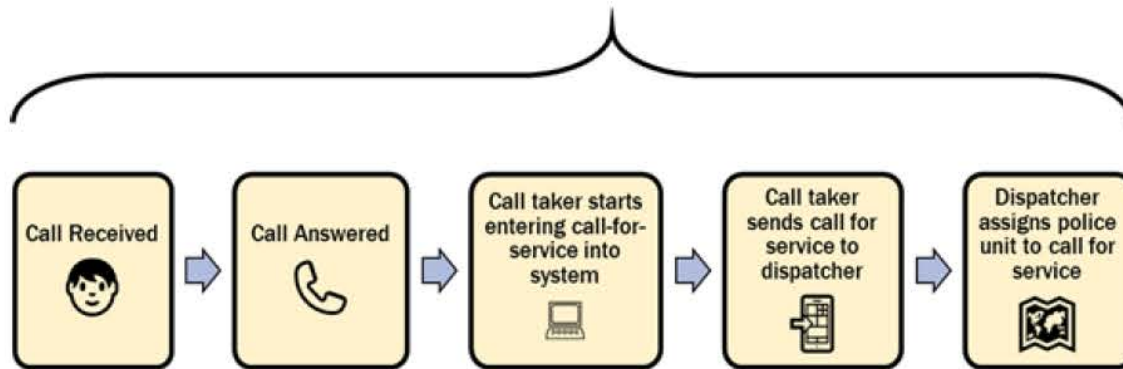 Call Received
Call Answered
Call taker starts
entering call-for-
service into
system
Call taker
sends call for
service to
dispatcher
Dispatcher
assigns police
unit to call for
service